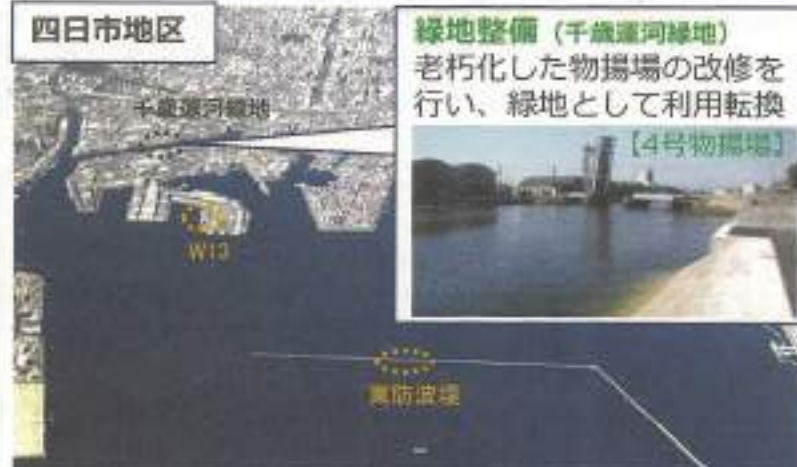 四日市地区
緑地整備（千歳運河緑地）
老朽化した物揚場の改修を
行い、緑地として利用転換
【4号物揚場】
千歳運河緑地
W13
東防波堤